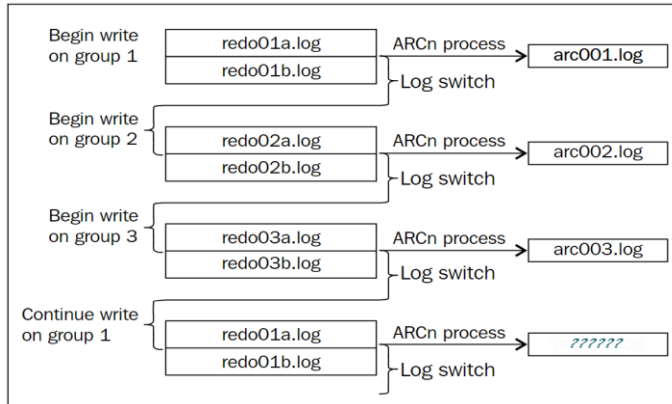 Begin write
on group 1
redo01a.log
redo01b.log
ARCn process
arc001.log
Log switch
Begin write
on group 2
redo02a.log
redo02b.log
ARCn process
arc002.log
Log switch
Begin write
on group 3
redo03a.log
redo03b.log
ARCn process
arc003.log
Log switch
Continue write
on group 1
redo01a.log
redo01b.log
ARCn process
??????
Log switch